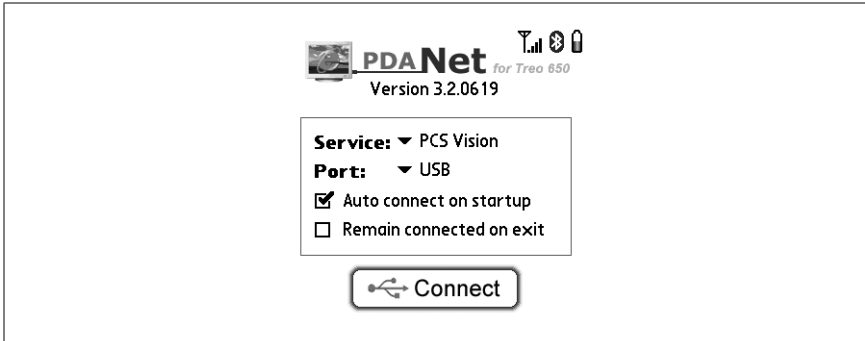 PDANet for Treo 650
Version 3.2.0619
Service: PCS Vision
Port: USB
Auto connect on startup
Remain connected on exit
Connect